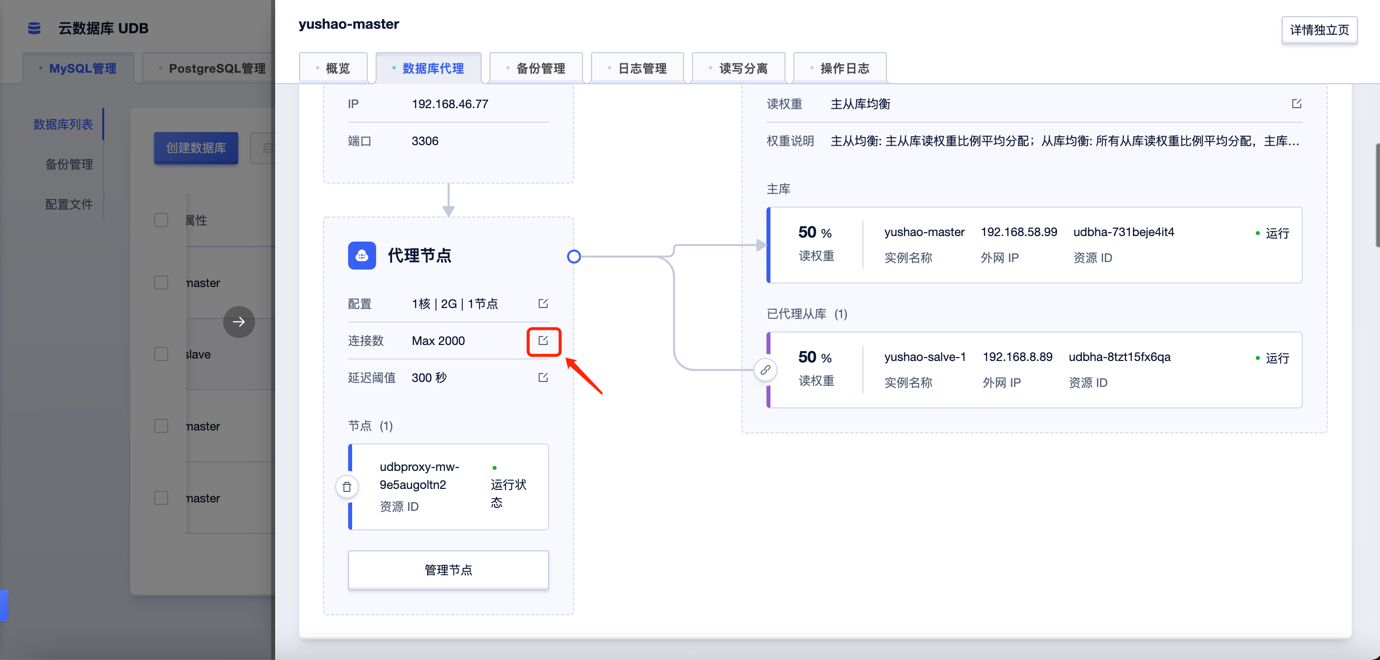 云数据库 UDB
MySQL管理
PostgreSQL管理
数据库列表
备份管理
配置文件
创建数据库
启
属性
master
slave
master
master
yushao-master
详情独立页
概览
数据库代理
备份管理
日志管理
读写分离
操作日志
IP 192.168.46.77
端口 3306
代理节点
配置 1核 | 2G | 1节点
连接数 Max 2000
延迟阈值 300 秒
节点 (1)
udbproxy-mw-
9e5augoltn2
资源 ID
运行状
态
管理节点
读权重 主从库均衡
权重说明 主从均衡: 主从库读权重比例平均分配；从库均衡: 所有从库读权重比例平均分配，主库...
主库
50 %
读权重
yushao-master 192.168.58.99 udbha-731beje4it4
实例名称 外网 IP 资源 ID
运行
已代理从库 (1)
50 %
读权重
yushao-salve-1 192.168.8.89 udbha-8tzt15fx6qa
实例名称 外网 IP 资源 ID
运行